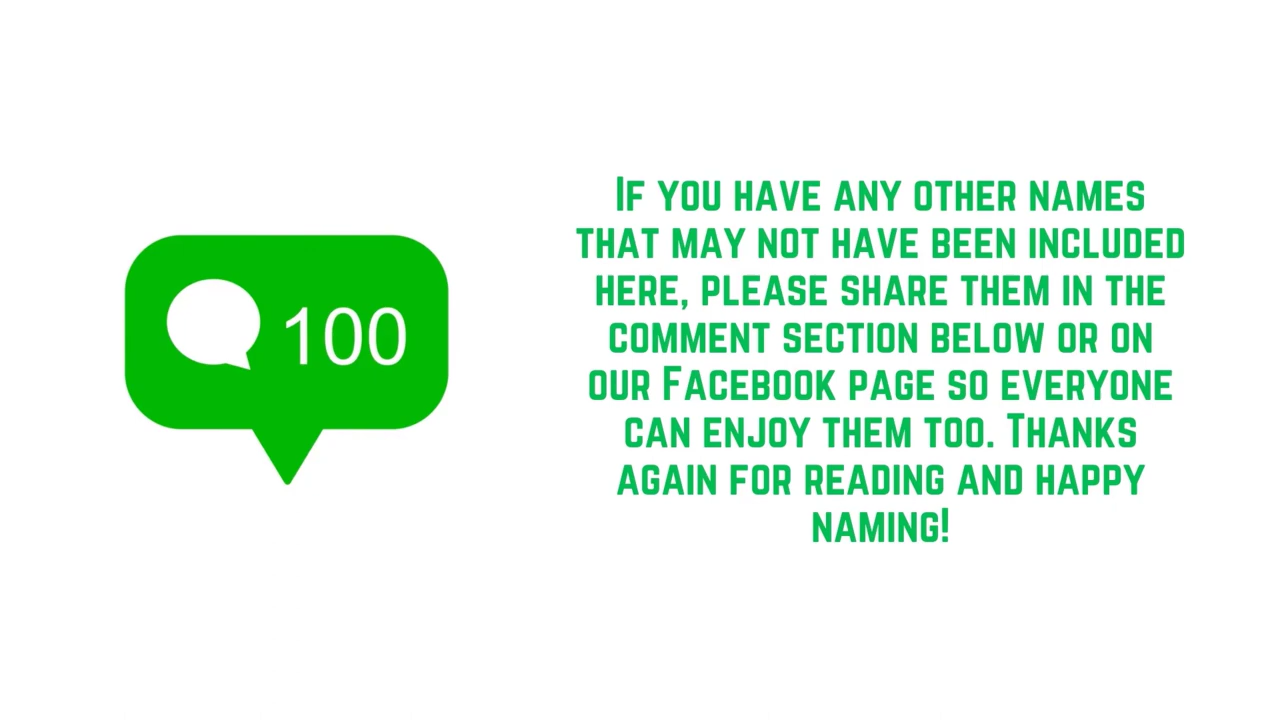 100
If you have any other names
that may not have been included
here, please share them in the
comment section below or on
our Facebook page so everyone
can enjoy them too. Thanks
again for reading and happy
naming!